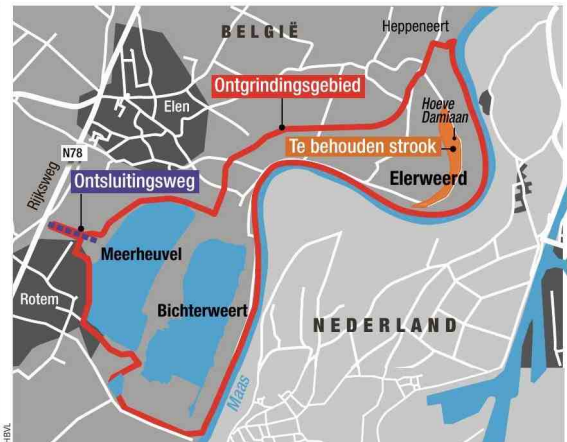 BELGIË
Heppeneert
Ontgrindingsgebied
Elen
Hoeve
Damiaan
Te behouden strook
N78
Elerweerd
Rijksweg
Ontsluitingsweg
Meerheuvel
Rotem
Bichterweert
NEDERLAND
Maas
HBVL